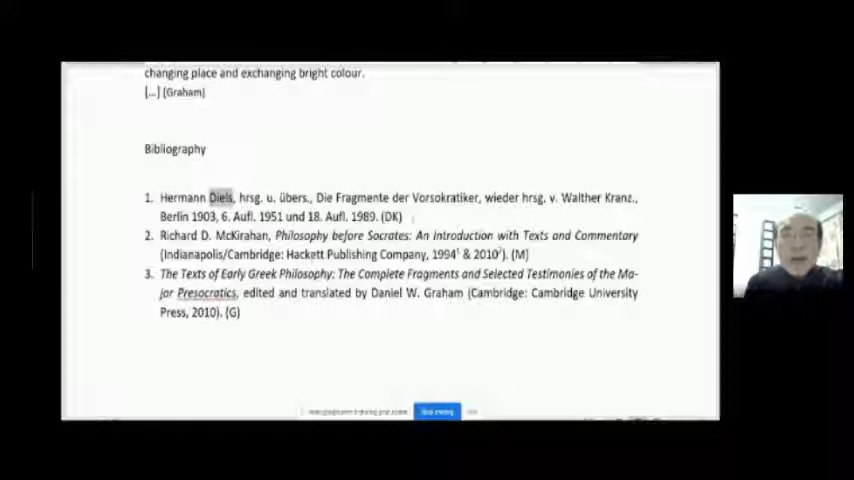 changing place and exchanging bright colour.
[...] (Graham)
Bibliography
1. Hermann Diels, hrsg. u. übers., Die Fragmente der Vorsokratiker, wieder hrsg. v. Walther Kranz.,
Berlin 1903, 6. Aufl. 1951 und 18. Aufl. 1989. (DK)
2. Richard D. McKirahan, Philosophy before Socrates: An Introduction with Texts and Commentary
(Indianapolis/Cambridge: Hackett Publishing Company, 1994¹ & 2010²). (M)
3. The Texts of Early Greek Philosophy: The Complete Fragments and Selected Testimonies of the Ma-
jor Presocratics, edited and translated by Daniel W. Graham (Cambridge: Cambridge University
Press, 2010). (G)
Stop sharing